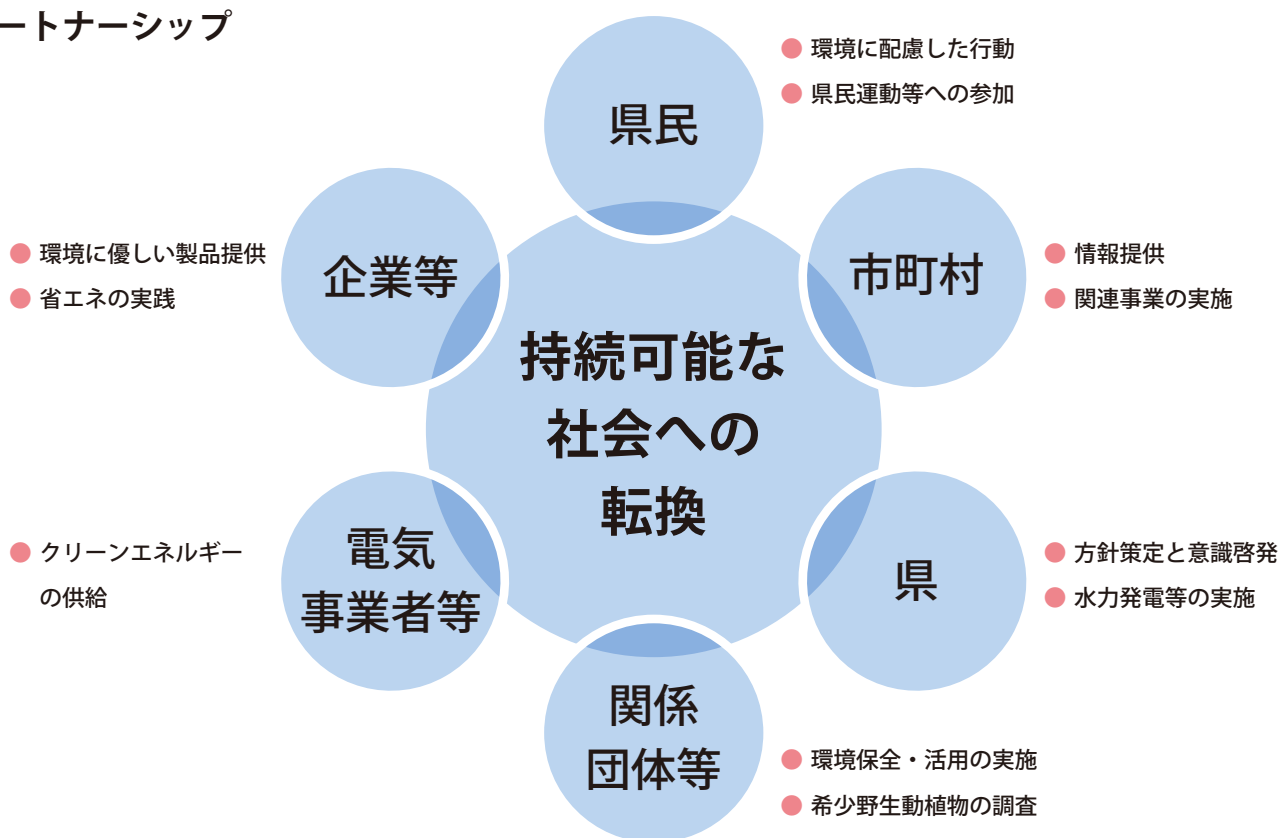 ートナーシップ
県民
● 環境に配慮した行動
● 県民運動等への参加
市町村
● 情報提供
● 関連事業の実施
県
● 方針策定と意識啓発
● 水力発電等の実施
関係
団体等
● 環境保全・活用の実施
● 希少野生動植物の調査
電気
事業者等
● クリーンエネルギー
の供給
企業等
● 環境に優しい製品提供
● 省エネの実践
持続可能な
社会への
転換